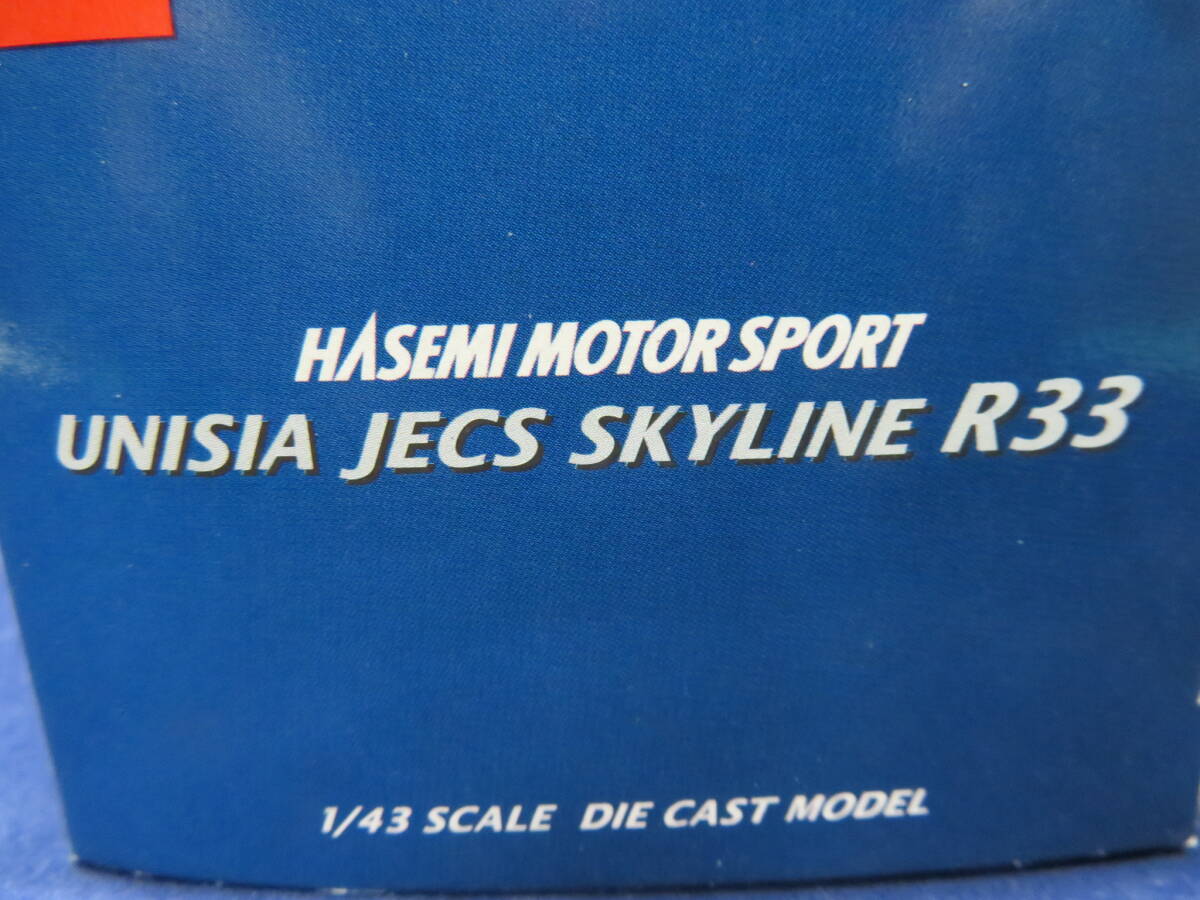 HASEMI MOTOR SPORT
UNISIA JECS SKYLINE R33
1/43 SCALE DIE CAST MODEL